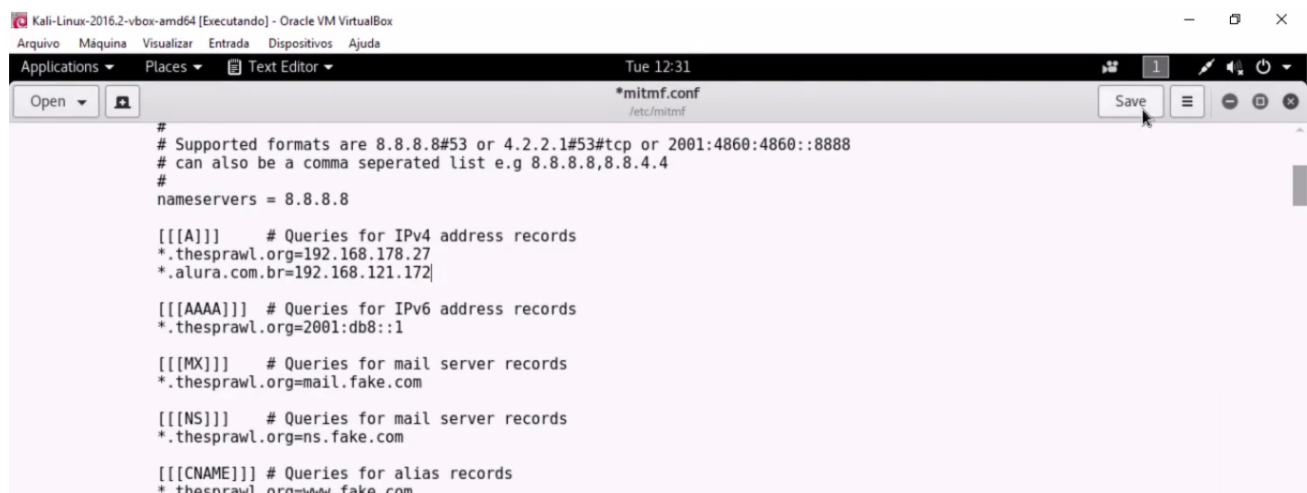 Kali-Linux-2016.2-vbox-amd64 [Executando] - Oracle VM VirtualBox
Arquivo Máquina Visualizar Entrada Dispositivos Ajuda
Applications Places Text Editor Tue 12:31 1
Open *mitmf.conf Save
/etc/mitmf
#
# Supported formats are 8.8.8.8#53 or 4.2.2.1#53#tcp or 2001:4860:4860::8888
# can also be a comma seperated list e.g 8.8.8.8,8.8.4.4
#
nameservers = 8.8.8.8
[[[A]]] # Queries for IPv4 address records
*.thesprawl.org=192.168.178.27
*.alura.com.br=192.168.121.172
[[[AAAA]]] # Queries for IPv6 address records
*.thesprawl.org=2001:db8::1
[[[MX]]] # Queries for mail server records
*.thesprawl.org=mail.fake.com
[[[NS]]] # Queries for mail server records
*.thesprawl.org=ns.fake.com
[[[CNAME]]] # Queries for alias records
*.thesprawl.org=www.fake.com